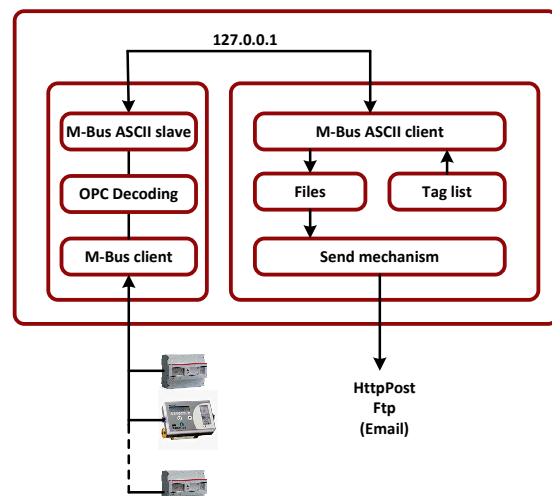 127.0.0.1
M-Bus ASCII slave
OPC Decoding
M-Bus client
M-Bus ASCII client
Files
Tag list
Send mechanism
HttpPost
Ftp
(Email)